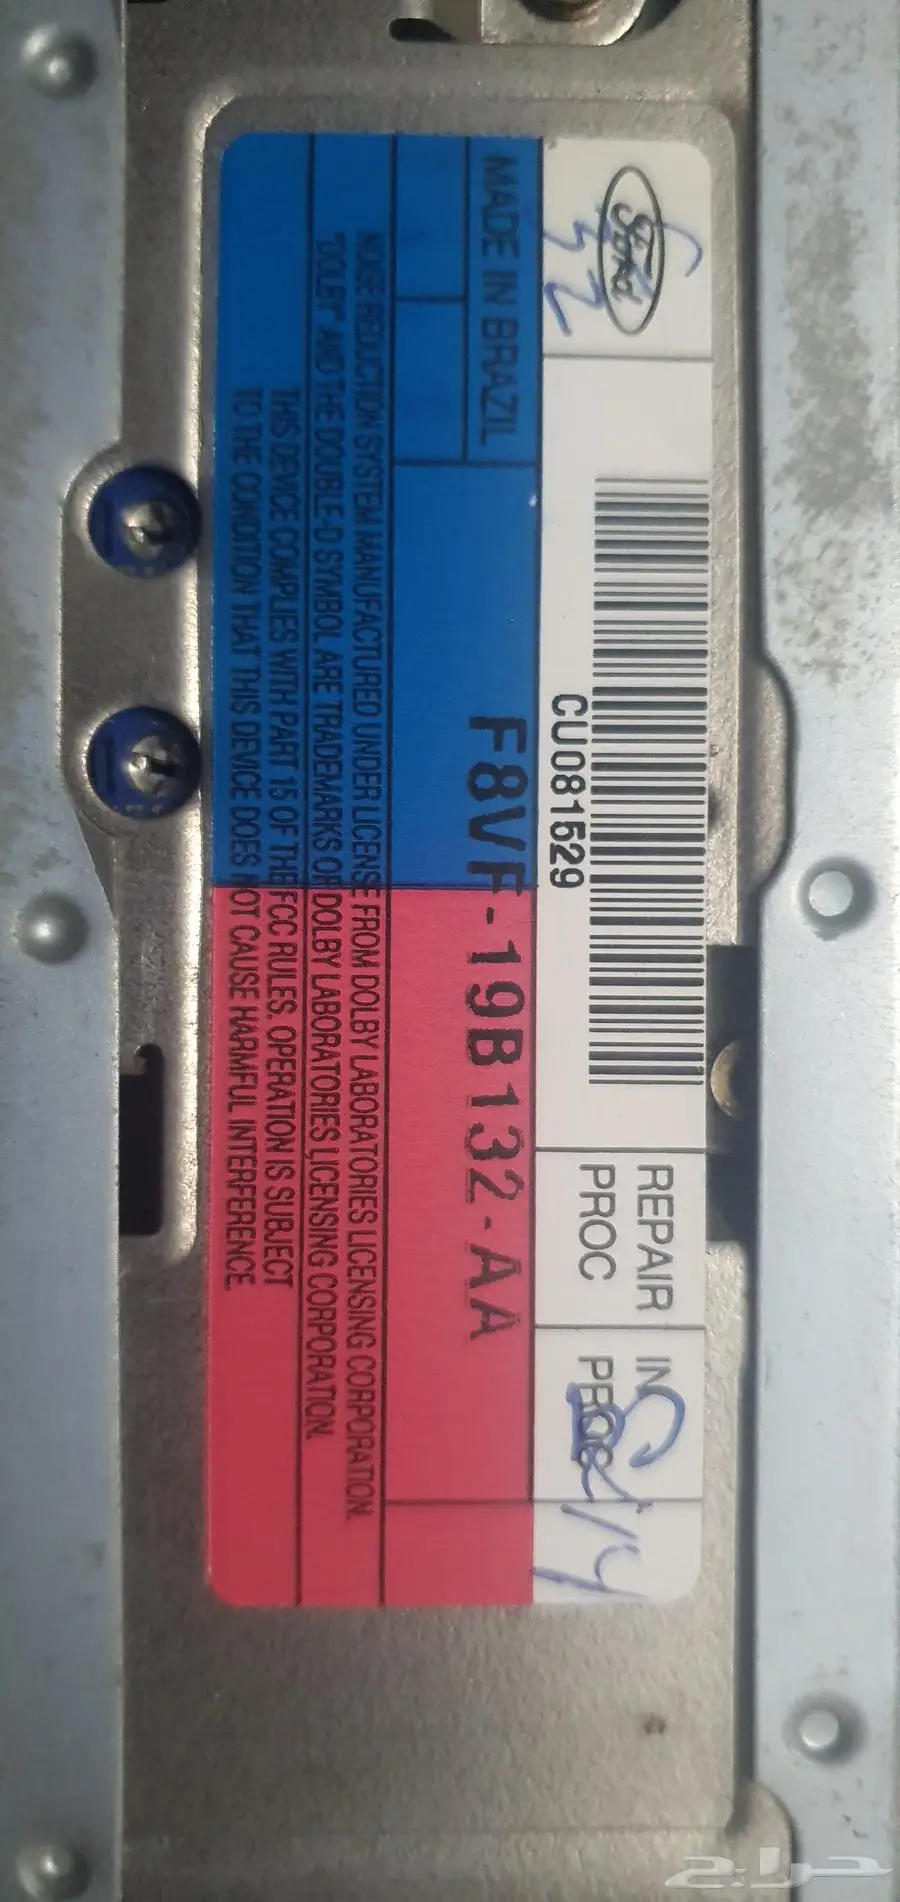 Ford
CU081529
REPAIR
PROC
IN
PROC
MADE IN BRAZIL
F8VF-19B132-AA
NOISE REDUCTION SYSTEM MANUFACTURED UNDER LICENSE FROM DOLBY LABORATORIES LICENSING CORPORATION.
"DOLBY" AND THE DOUBLE-D SYMBOL ARE TRADEMARKS OF DOLBY LABORATORIES LICENSING CORPORATION.
THIS DEVICE COMPLIES WITH PART 15 OF THE FCC RULES. OPERATION IS SUBJECT
TO THE CONDITION THAT THIS DEVICE DOES NOT CAUSE HARMFUL INTERFERENCE.
حراج